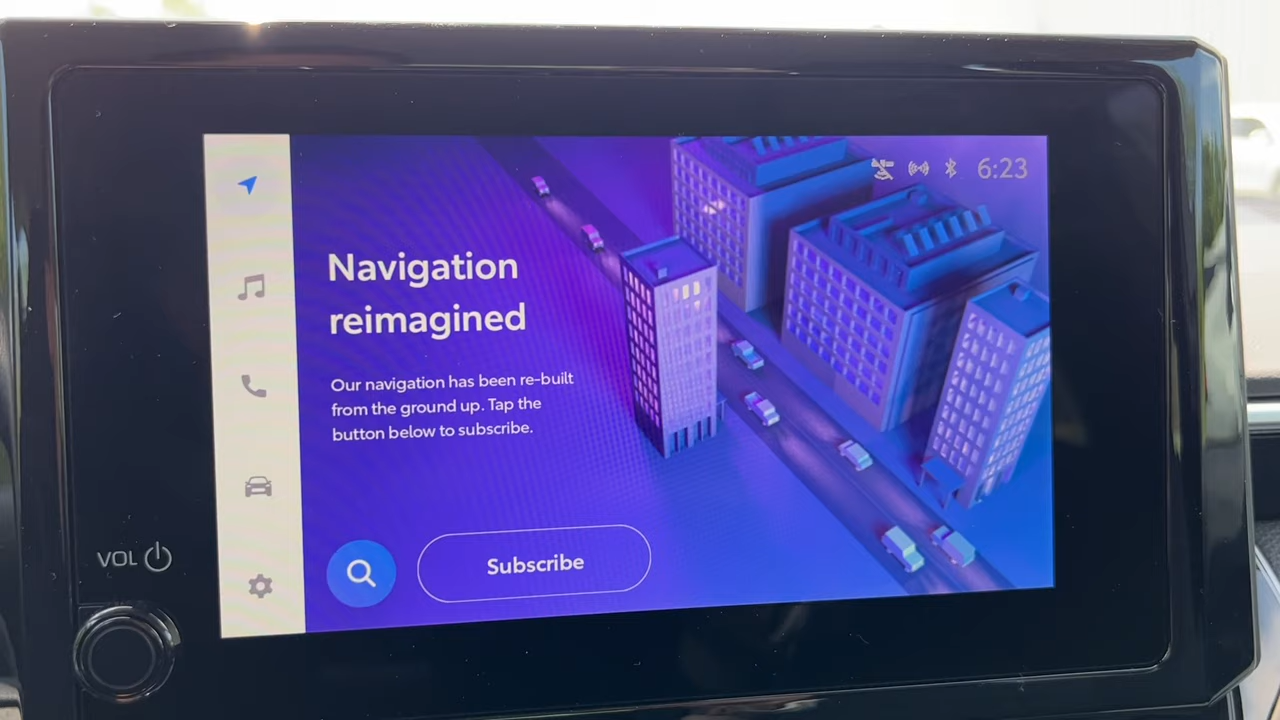 6:23
Navigation
reimagined
Our navigation has been re-built
from the ground up. Tap the
button below to subscribe.
Subscribe
VOL